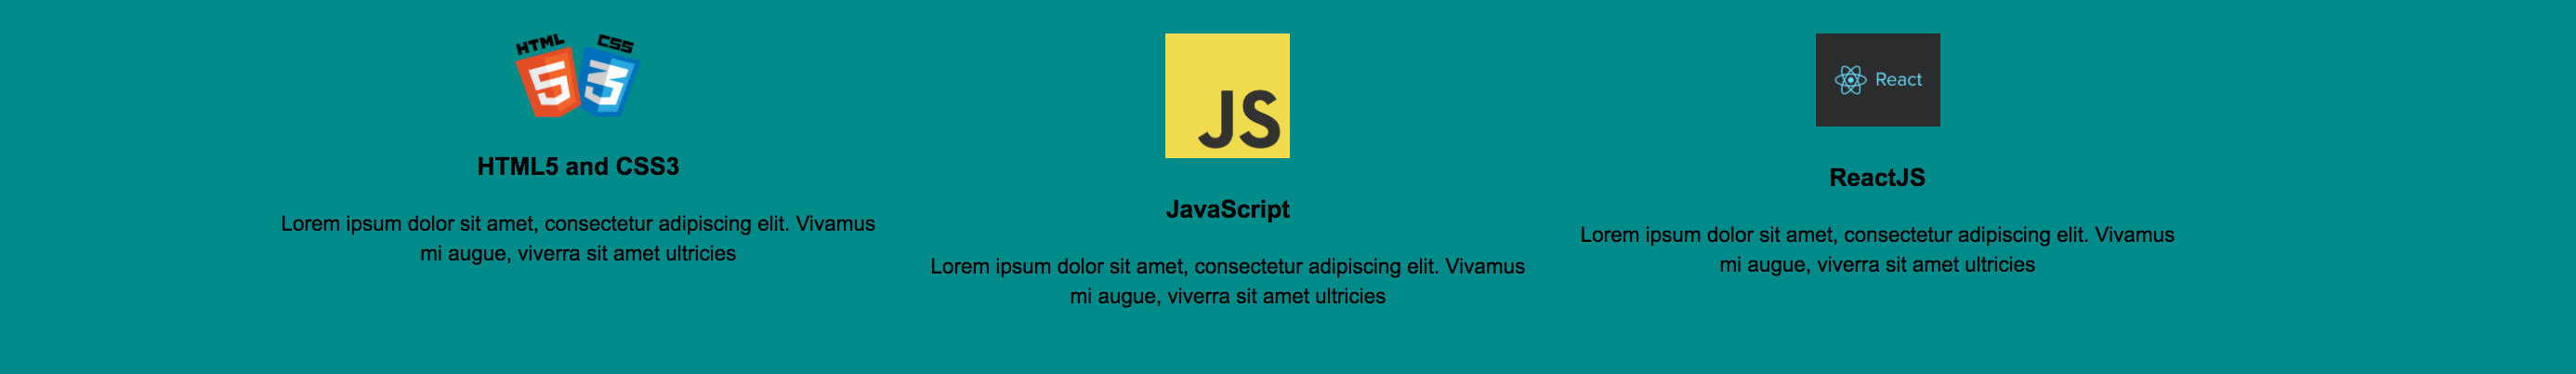 HTML CSS
5 3
HTML5 and CSS3
Lorem ipsum dolor sit amet, consectetur adipiscing elit. Vivamus
mi augue, viverra sit amet ultricies
JS
JavaScript
Lorem ipsum dolor sit amet, consectetur adipiscing elit. Vivamus
mi augue, viverra sit amet ultricies
React
ReactJS
Lorem ipsum dolor sit amet, consectetur adipiscing elit. Vivamus
mi augue, viverra sit amet ultricies